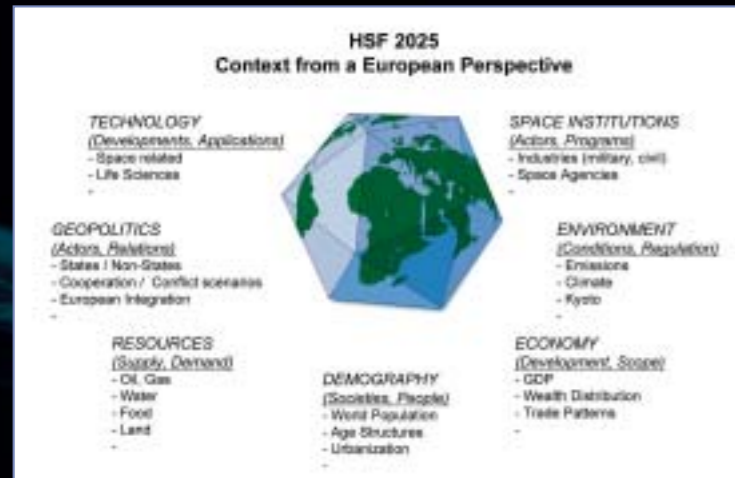 HSF 2025
Context from a European Perspective
TECHNOLOGY
(Developments, Applications)
- Space related
- Life Sciences
-
SPACE INSTITUTIONS
(Actors, Programs)
- Industries (military, civil)
- Space Agencies
-
GEOPOLITICS
(Actors, Relations)
- States / Non-States
- Cooperation / Conflict scenarios
- European Integration
-
ENVIRONMENT
(Conditions, Regulation)
- Emissions
- Climate
- Kyoto
-
RESOURCES
(Supply, Demand)
- Oil, Gas
- Water
- Food
- Land
-
DEMOGRAPHY
(Societies, People)
- World Population
- Age Structures
- Urbanization
-
ECONOMY
(Development, Scope)
- GDP
- Wealth Distribution
- Trade Patterns
-